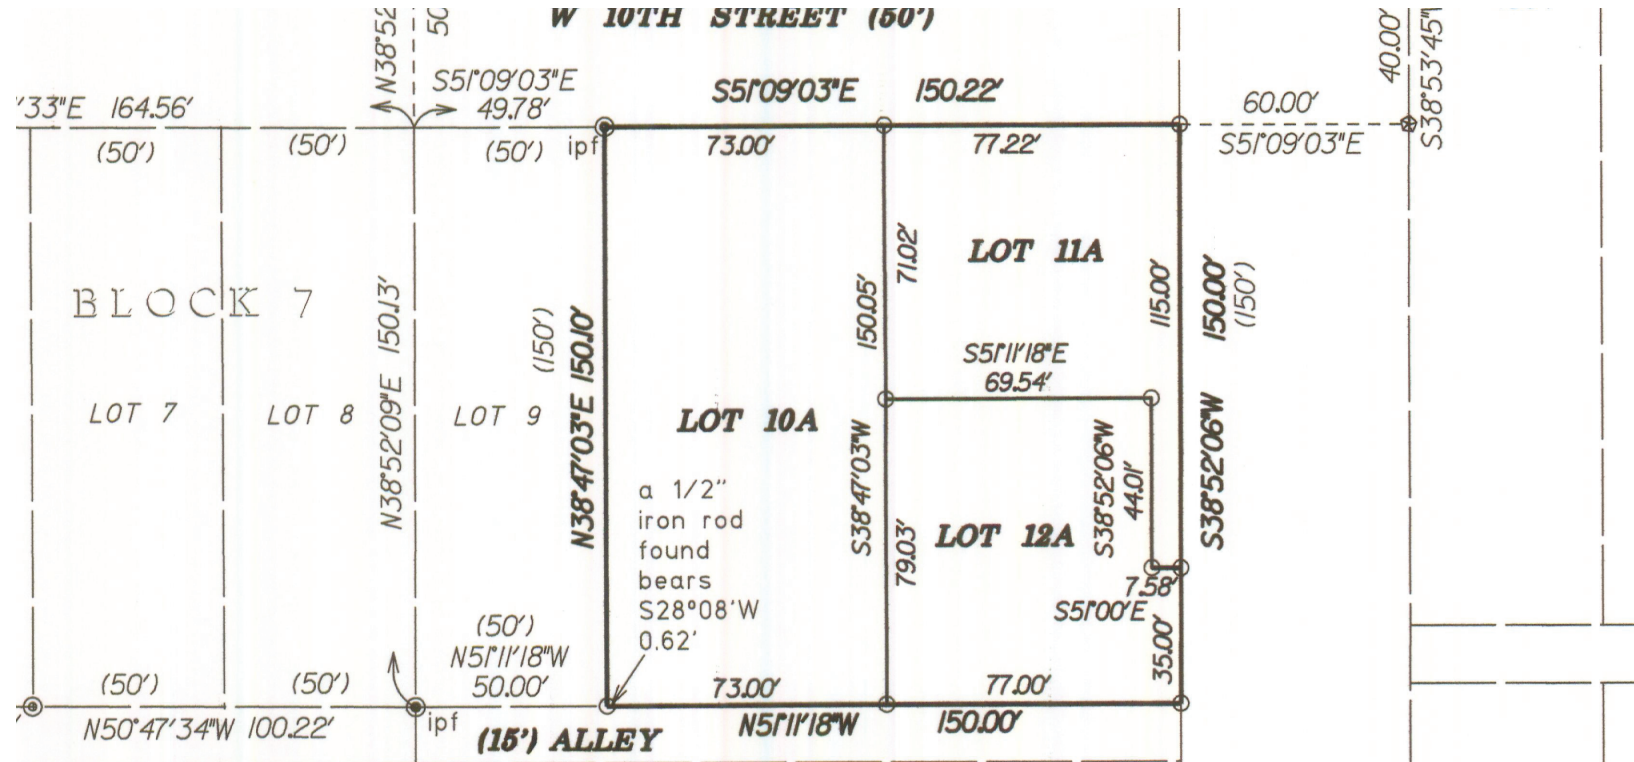 W 10TH STREET (50')
N38°52
50
40.00'
S38°53'45"W
S51°09'03"E
49.78'
S51°09'03"E 150.22'
60.00'
S51°09'03"E
'33"E 164.56'
(50')
(50')
(50')
ipf
73.00'
77.22'
BLOCK 7
LOT 7
LOT 8
LOT 9
N38°52'09"E 150.13'
(150')
N38°47'03"E 150.10'
LOT 10A
150.05'
S38°47'03"W
71.02'
79.03'
LOT 11A
115.00'
150.00'
(150')
S38°52'06"W
S51°11'18"E
69.54'
S38°52'06"W
44.01'
LOT 12A
7.58'
S51°00'E
35.00'
a 1/2"
iron rod
found
bears
S28°08'W
0.62'
(50')
N51°11'18"W
50.00'
(50')
(50')
N50°47'34"W 100.22'
ipf
73.00'
77.00'
N51°11'18"W
150.00'
(15') ALLEY